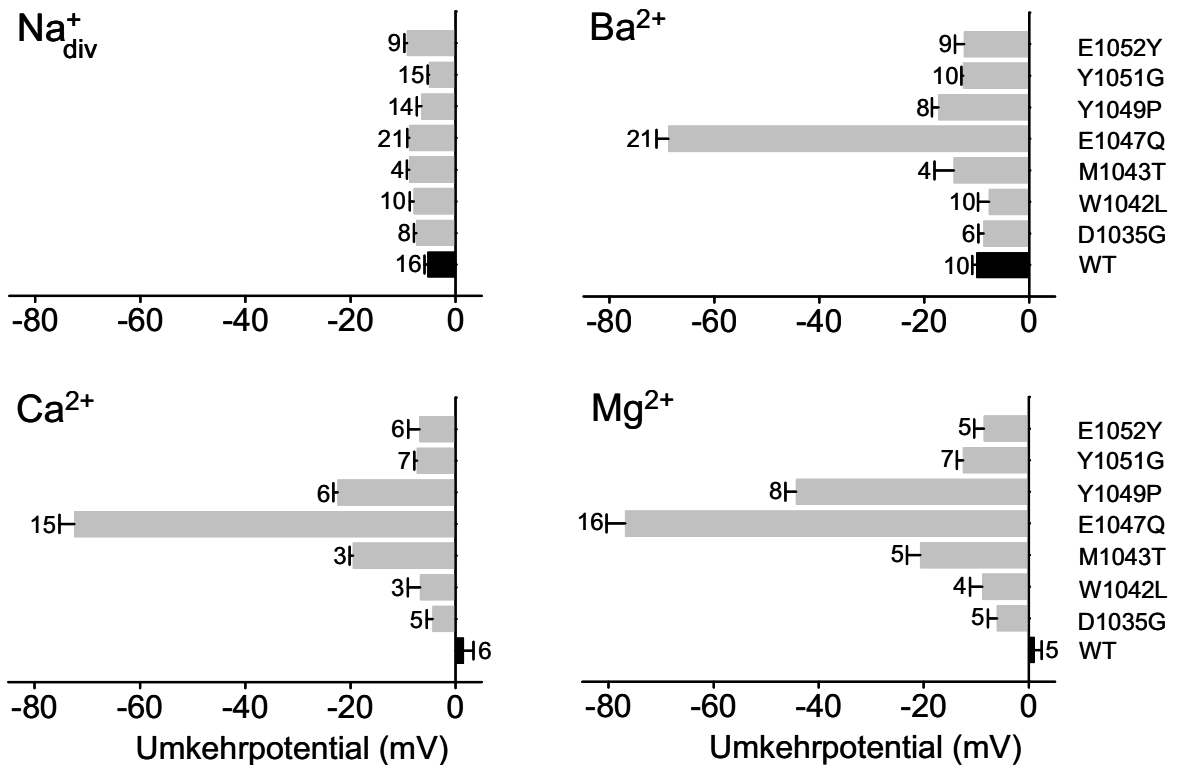 Na⁺div
9
15
14
21
4
10
8
16
-80 -60 -40 -20 0
Ba²⁺
9 E1052Y
10 Y1051G
8 Y1049P
21 E1047Q
4 M1043T
10 W1042L
6 D1035G
10 WT
-80 -60 -40 -20 0
Ca²⁺
6
7
6
15
3
3
5
6
-80 -60 -40 -20 0
Umkehrpotential (mV)
Mg²⁺
5 E1052Y
7 Y1051G
8 Y1049P
16 E1047Q
5 M1043T
4 W1042L
5 D1035G
5 WT
-80 -60 -40 -20 0
Umkehrpotential (mV)